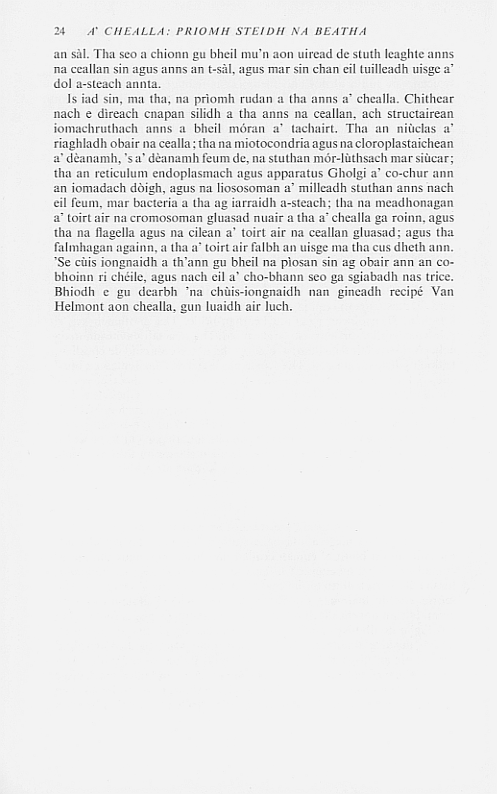 24 A' CHEALLA: PRIOMH STEIDH NA BEATHA
an sàl. Tha seo a chionn gu bheil mu'n aon uiread de stuth leaghte anns
na ceallan sin agus anns an t-sàl, agus mar sin chan eil tuilleadh uisge a'
dol a-steach annta.
Is iad sin, ma tha, na prìomh rudan a tha anns a' chealla. Chithear
nach e dìreach cnapan silidh a tha anns na ceallan, ach structairean
iomachruthach anns a bheil móran a' tachairt. Tha an niùclas a'
riaghladh obair na cealla; tha na miotocondria agus na cloroplastaichean
a' dèanamh, 's a' dèanamh feum de, na stuthan mór-lùthsach mar siùcar;
tha an reticulum endoplasmach agus apparatus Gholgi a' co-chur ann
an iomadach dòigh, agus na liososoman a' milleadh stuthan anns nach
eil feum, mar bacteria a tha ag iarraidh a-steach; tha na meadhonagan
a' toirt air na cromosoman gluasad nuair a tha a' chealla ga roinn, agus
tha na flagella agus na cilean a' toirt air na ceallan gluasad; agus tha
falmhagan againn, a tha a' toirt air falbh an uisge ma tha cus dheth ann.
'Se cùis iongnaidh a th'ann gu bheil na pìosan sin ag obair ann an co-
bhoinn ri chéile, agus nach eil a' cho-bhann seo ga sgiabadh nas trice.
Bhiodh e gu dearbh 'na chùis-iongnaidh nan gineadh recipé Van
Helmont aon chealla, gun luaidh air luch.